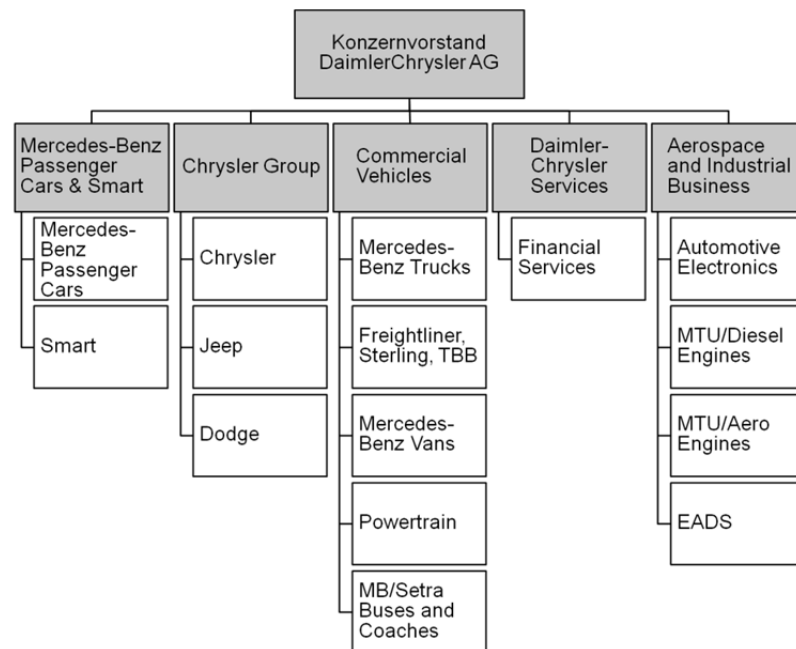 Konzernvorstand
DaimlerChrysler AG
Mercedes-Benz
Passenger
Cars & Smart
Chrysler Group
Commercial
Vehicles
Daimler-
Chrysler
Services
Aerospace
and Industrial
Business
Mercedes-
Benz
Passenger
Cars
Smart
Chrysler
Jeep
Dodge
Mercedes-
Benz Trucks
Freightliner,
Sterling, TBB
Mercedes-
Benz Vans
Powertrain
MB/Setra
Buses and
Coaches
Financial
Services
Automotive
Electronics
MTU/Diesel
Engines
MTU/Aero
Engines
EADS